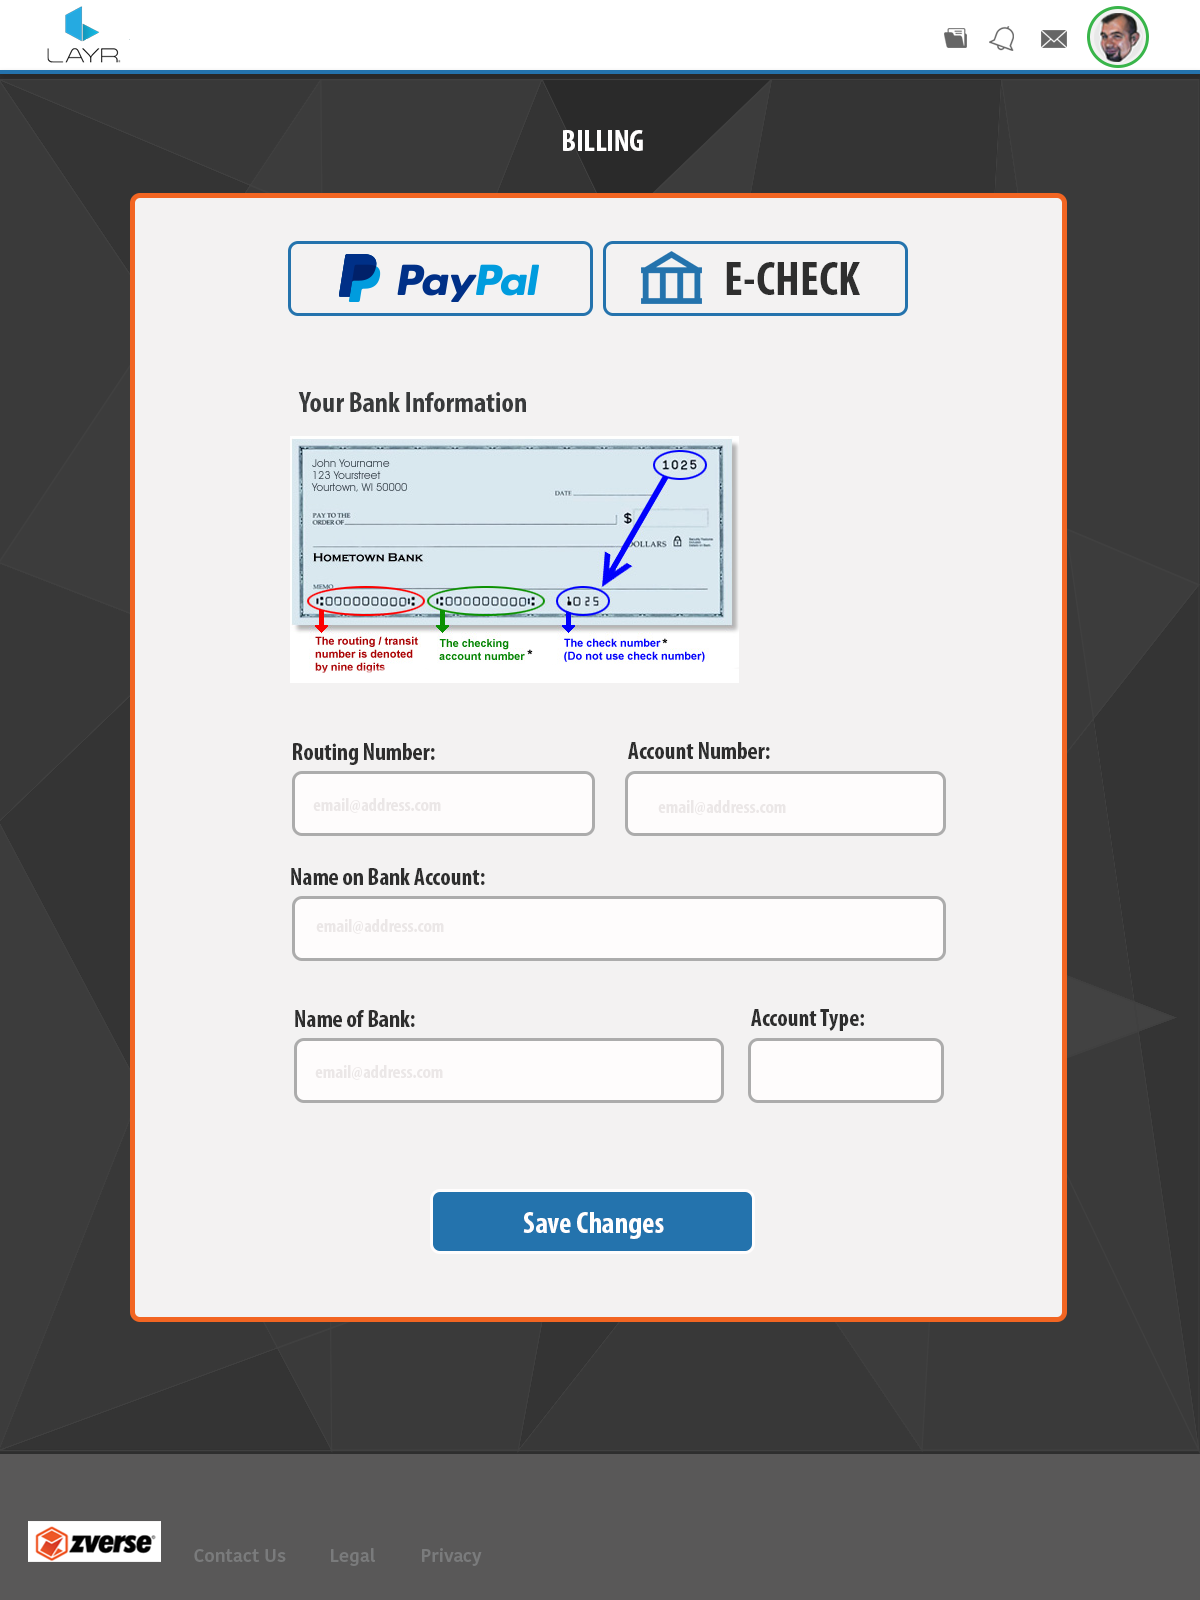 LAYR
BILLING
PayPal
E-CHECK
Your Bank Information
John Yourname
123 Yourstreet
Yourtown, WI 50000
1025
DATE
PAY TO THE
ORDER OF
$
DOLLARS
HOMETOWN BANK
MEMO
⑆000000000⑆ ⑆000000000⑆ 1025
The routing / transit
number is denoted
by nine digits
The checking
account number *
The check number *
(Do not use check number)
Routing Number:
Account Number:
email@address.com
email@address.com
Name on Bank Account:
email@address.com
Name of Bank:
Account Type:
email@address.com
Save Changes
zverse
Contact Us
Legal
Privacy